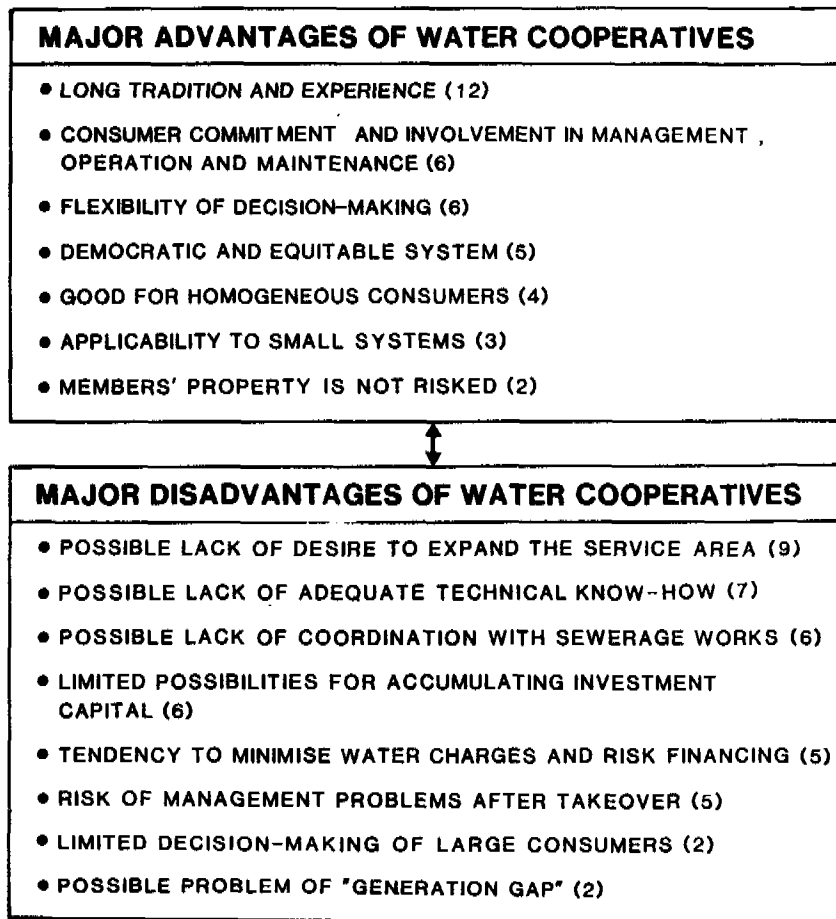 MAJOR ADVANTAGES OF WATER COOPERATIVES
• LONG TRADITION AND EXPERIENCE (12)
• CONSUMER COMMITMENT AND INVOLVEMENT IN MANAGEMENT,
OPERATION AND MAINTENANCE (6)
• FLEXIBILITY OF DECISION-MAKING (6)
• DEMOCRATIC AND EQUITABLE SYSTEM (5)
• GOOD FOR HOMOGENEOUS CONSUMERS (4)
• APPLICABILITY TO SMALL SYSTEMS (3)
• MEMBERS' PROPERTY IS NOT RISKED (2)
MAJOR DISADVANTAGES OF WATER COOPERATIVES
• POSSIBLE LACK OF DESIRE TO EXPAND THE SERVICE AREA (9)
• POSSIBLE LACK OF ADEQUATE TECHNICAL KNOW-HOW (7)
• POSSIBLE LACK OF COORDINATION WITH SEWERAGE WORKS (6)
• LIMITED POSSIBILITIES FOR ACCUMULATING INVESTMENT
CAPITAL (6)
• TENDENCY TO MINIMISE WATER CHARGES AND RISK FINANCING (5)
• RISK OF MANAGEMENT PROBLEMS AFTER TAKEOVER (5)
• LIMITED DECISION-MAKING OF LARGE CONSUMERS (2)
• POSSIBLE PROBLEM OF "GENERATION GAP" (2)